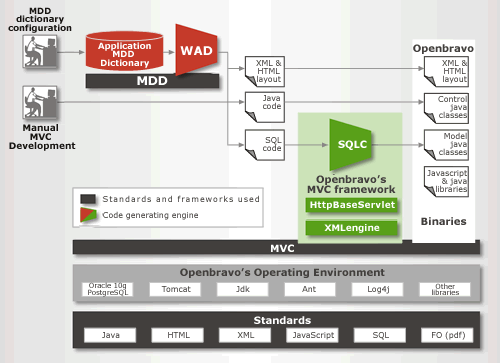 MDD
dictionary
configuration
Application
MDD
Dictionary
WAD
MDD
Manual
MVC
Development
XML &
HTML
layout
Java
code
SQL
code
SQLC
Openbravo's
MVC framework
HttpBaseServlet
XMLengine
Openbravo
XML &
HTML
layout
Control
java
classes
Model
java
classes
Javascript
& java
libraries
Binaries
Standards and frameworks used
Code generating engine
MVC
Openbravo's Operating Environment
Oracle 10g
PostgreSQL
Tomcat
Jdk
Ant
Log4j
Other
libraries
Standards
Java
HTML
XML
JavaScript
SQL
FO (pdf)